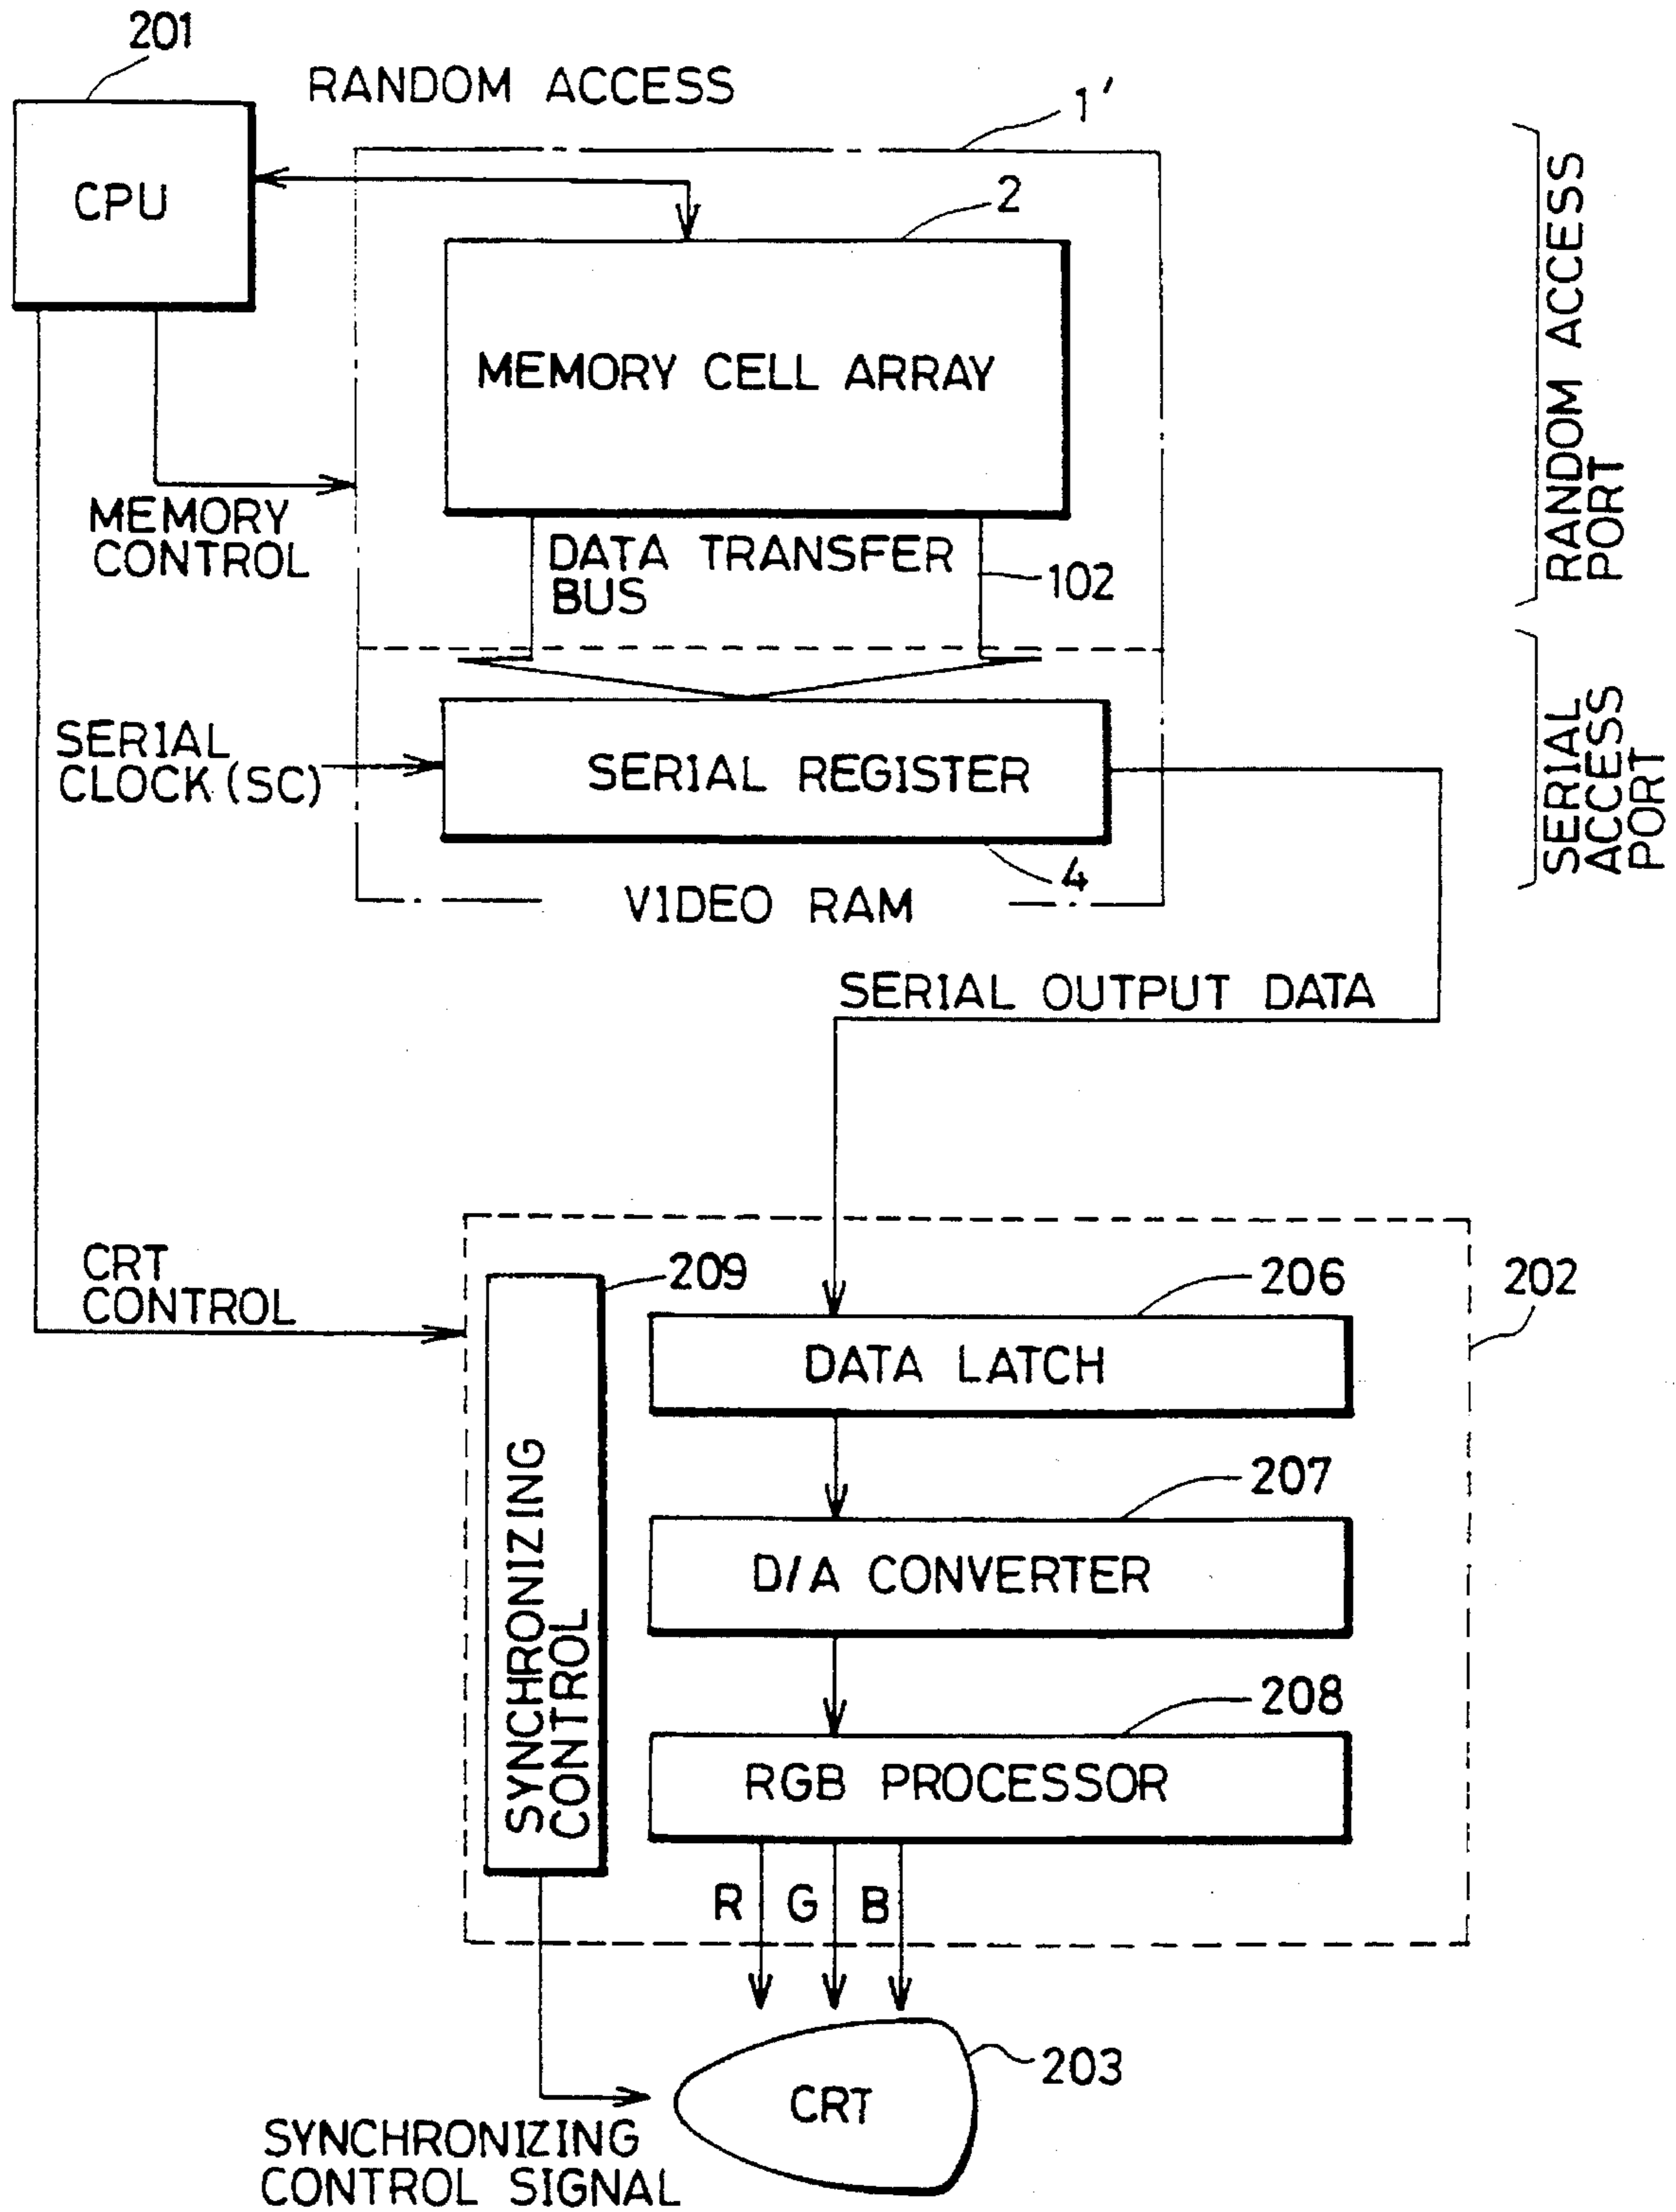 201
RANDOM ACCESS
1'
CPU
2
MEMORY CELL ARRAY
RANDOM ACCESS
PORT
MEMORY
CONTROL
DATA TRANSFER
BUS
102
SERIAL
CLOCK (SC)
SERIAL REGISTER
SERIAL
ACCESS
PORT
4
VIDEO RAM
SERIAL OUTPUT DATA
CRT
CONTROL
209
206
202
DATA LATCH
SYNCHRONIZING
CONTROL
207
D/A CONVERTER
208
RGB PROCESSOR
R G B
203
CRT
SYNCHRONIZING
CONTROL SIGNAL